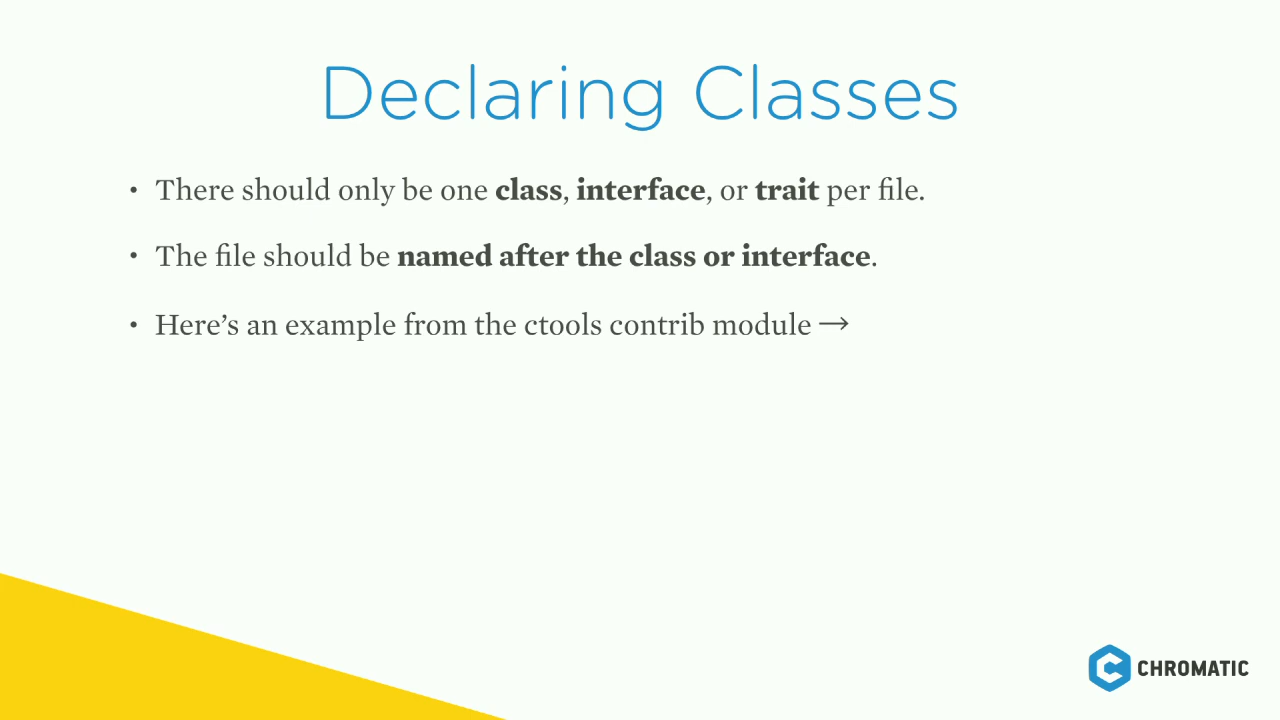 Declaring Classes
• There should only be one class, interface, or trait per file.
• The file should be named after the class or interface.
• Here’s an example from the ctools contrib module →
CHROMATIC